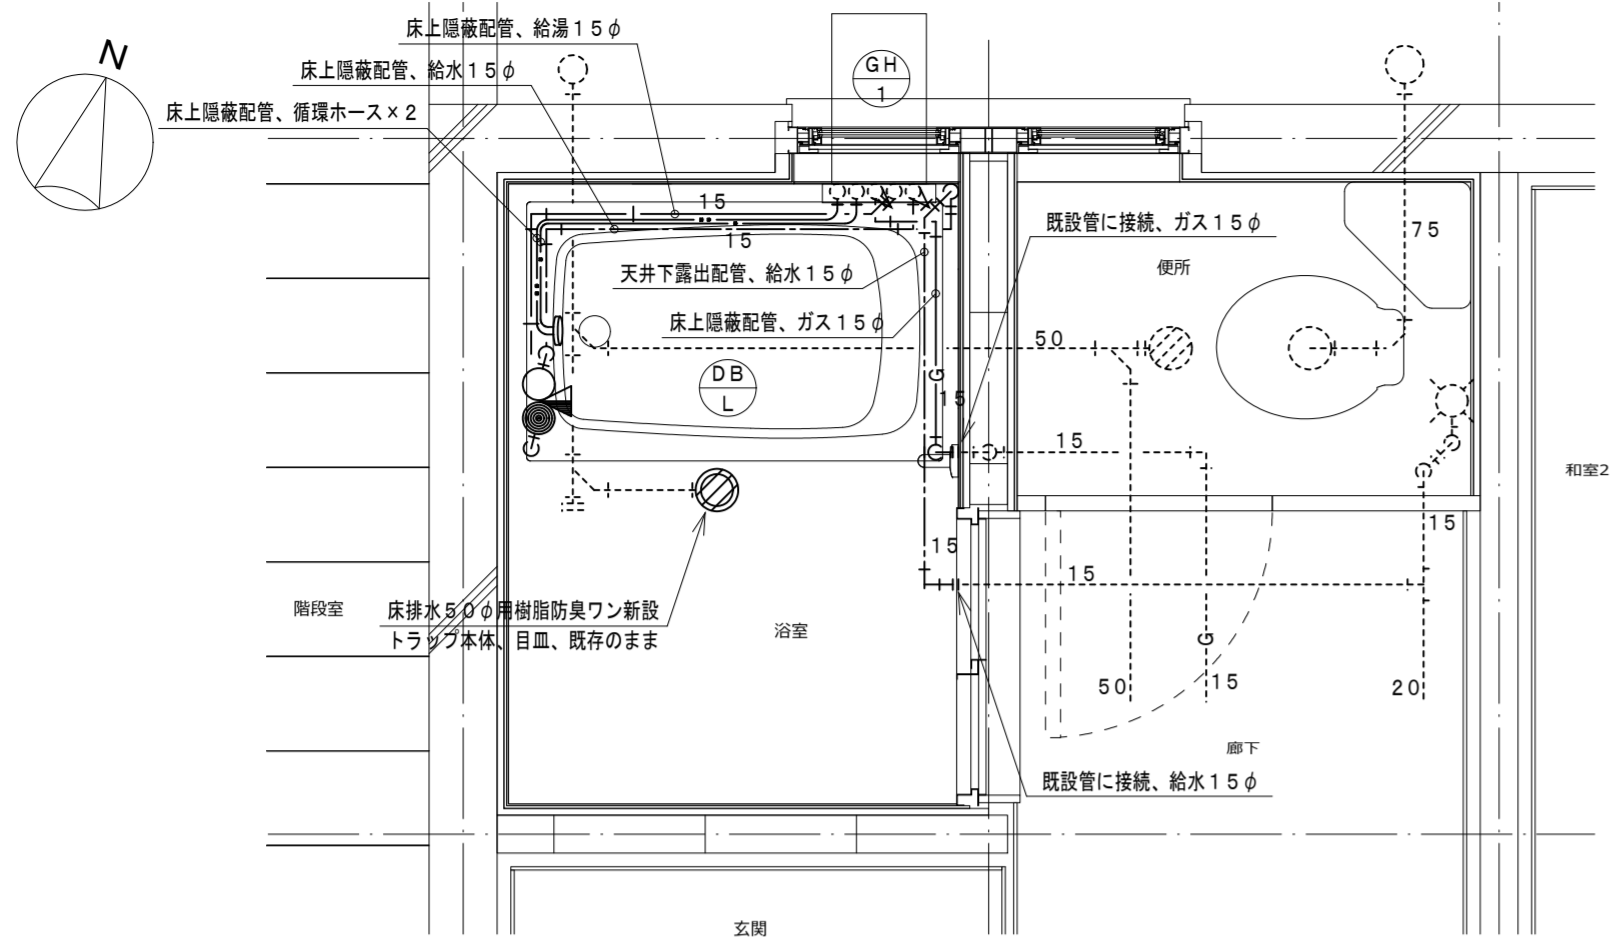 床上隠蔽配管、給湯15φ
N
床上隠蔽配管、給水15φ
GH
1
床上隠蔽配管、循環ホース×2
15
15
75
既設管に接続、ガス15φ
便所
天井下露出配管、給水15φ
床上隠蔽配管、ガス15φ
50
DB
L
G
15
15
和室2
15
15
15
階段室
床排水50φ用樹脂防臭ワン新設
トラップ本体、目皿、既存のまま
浴室
G
50
15
20
廊下
既設管に接続、給水15φ
玄関